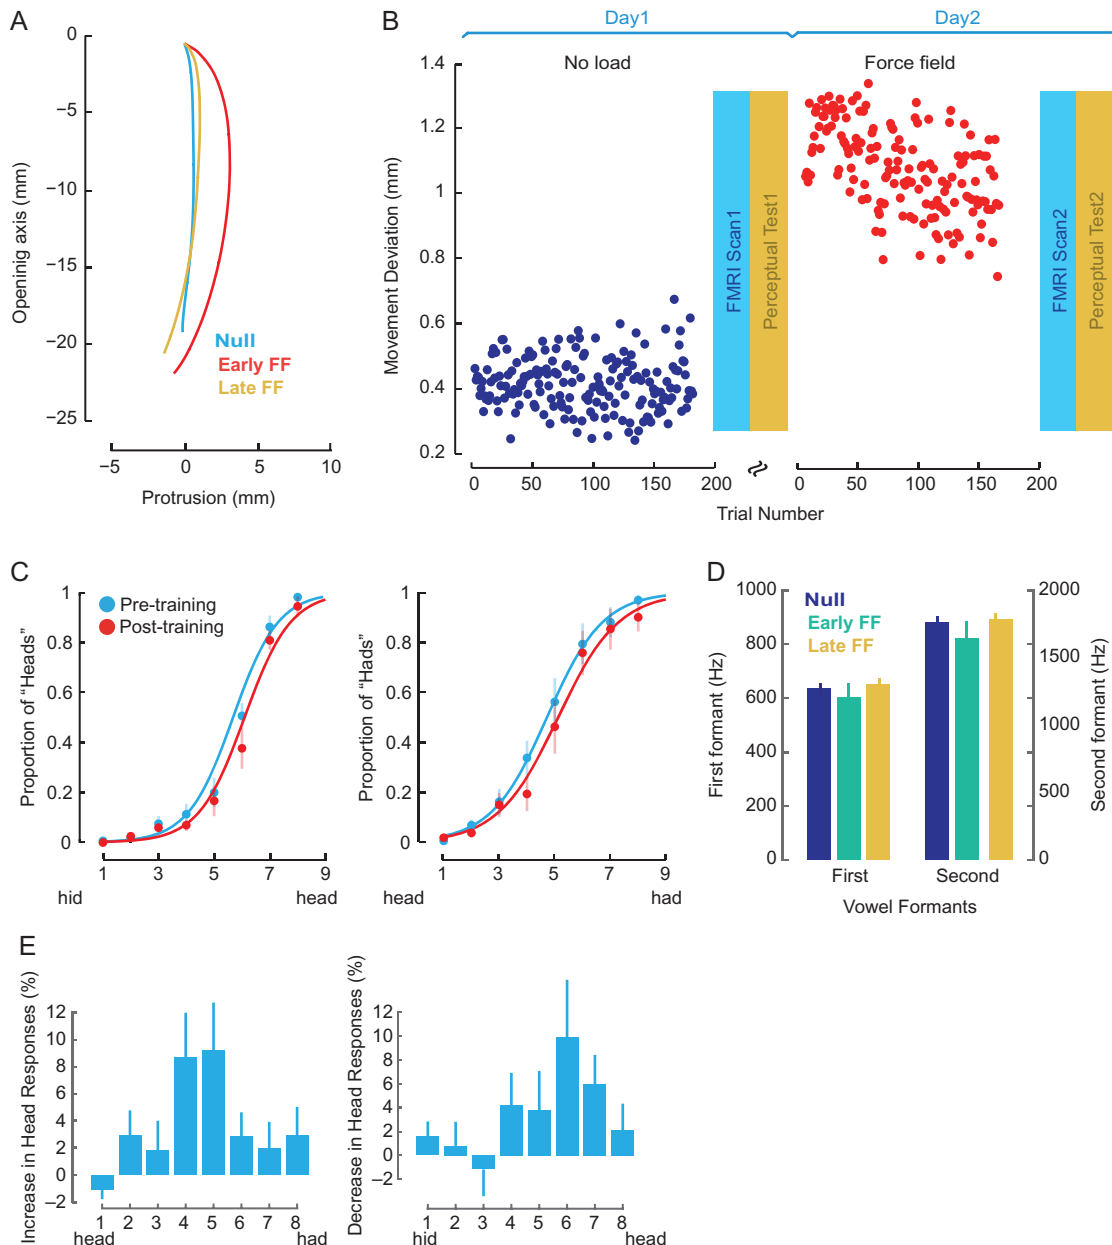 A
0
−5
−10
−15
−20
−25
Opening axis (mm)
Null
Early FF
Late FF
−5
0
5
10
Protrusion (mm)
B
Day1
Day2
No load
Force field
1.4
1.2
1
0.8
0.6
0.4
0.2
Movement Deviation (mm)
FMRI Scan1
Perceptual Test1
FMRI Scan2
Perceptual Test2
0
50
100
150
200
0
50
100
150
200
Trial Number
C
Pre-training
Post-training
1
0.8
0.6
0.4
0.2
0
Proportion of “Heads”
1
3
5
7
9
hid
head
1
0.8
0.6
0.4
0.2
0
Proportion of “Hads”
1
3
5
7
9
head
had
D
1000
800
600
400
200
0
First formant (Hz)
Null
Early FF
Late FF
2000
1500
1000
500
0
Second formant (Hz)
First
Second
Vowel Formants
E
12
10
8
6
4
2
0
−2
Increase in Head Responses (%)
1
2
3
4
5
6
7
8
head
had
12
10
8
6
4
2
0
−2
Decrease in Head Responses (%)
1
2
3
4
5
6
7
8
hid
head